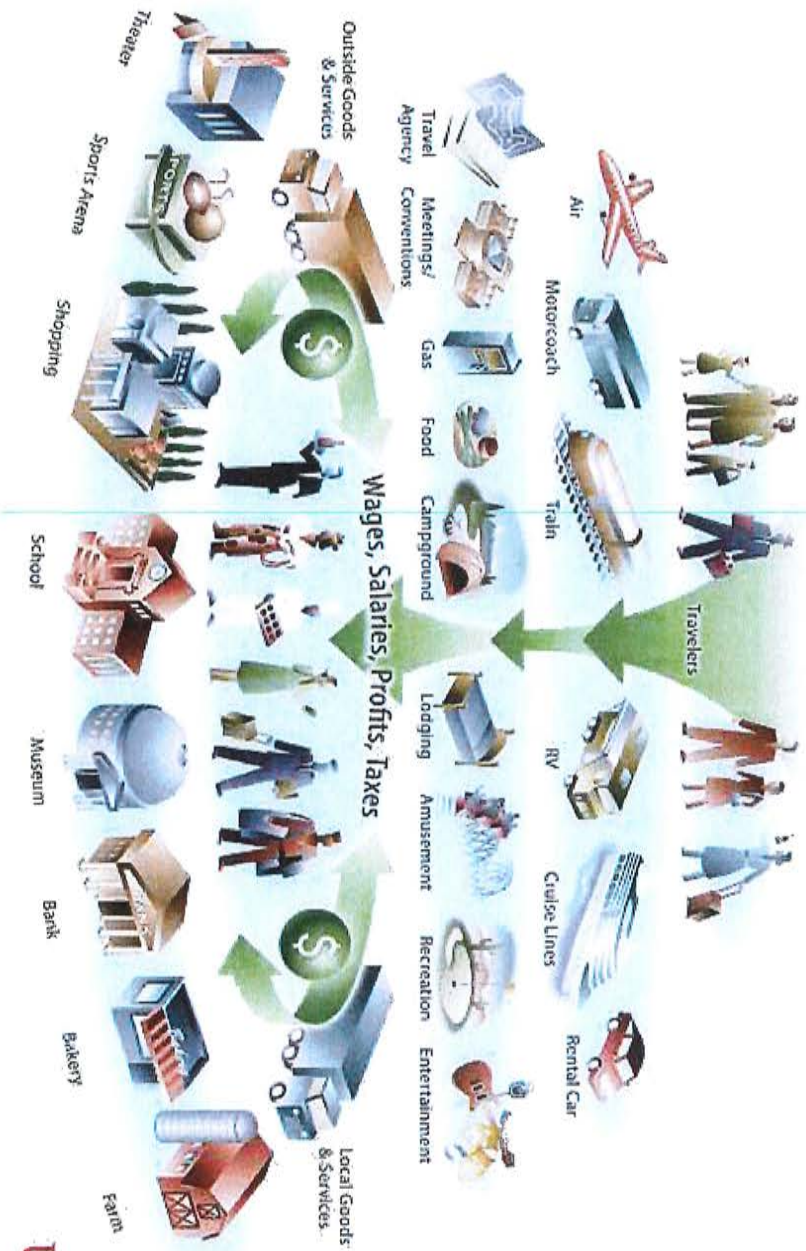 Travelers
Air
Motorcoach
Train
RV
Cruise Lines
Rental Car
Travel
Agency
Meetings/
Conventions
Gas
Food
Campground
Lodging
Amusement
Recreation
Entertainment
Outside Goods
& Services
$
Wages, Salaries, Profits, Taxes
$
Local Goods
& Services
Theater
Sports Arena
PORTS
Shopping
School
Museum
Bank
Bakery
Farm